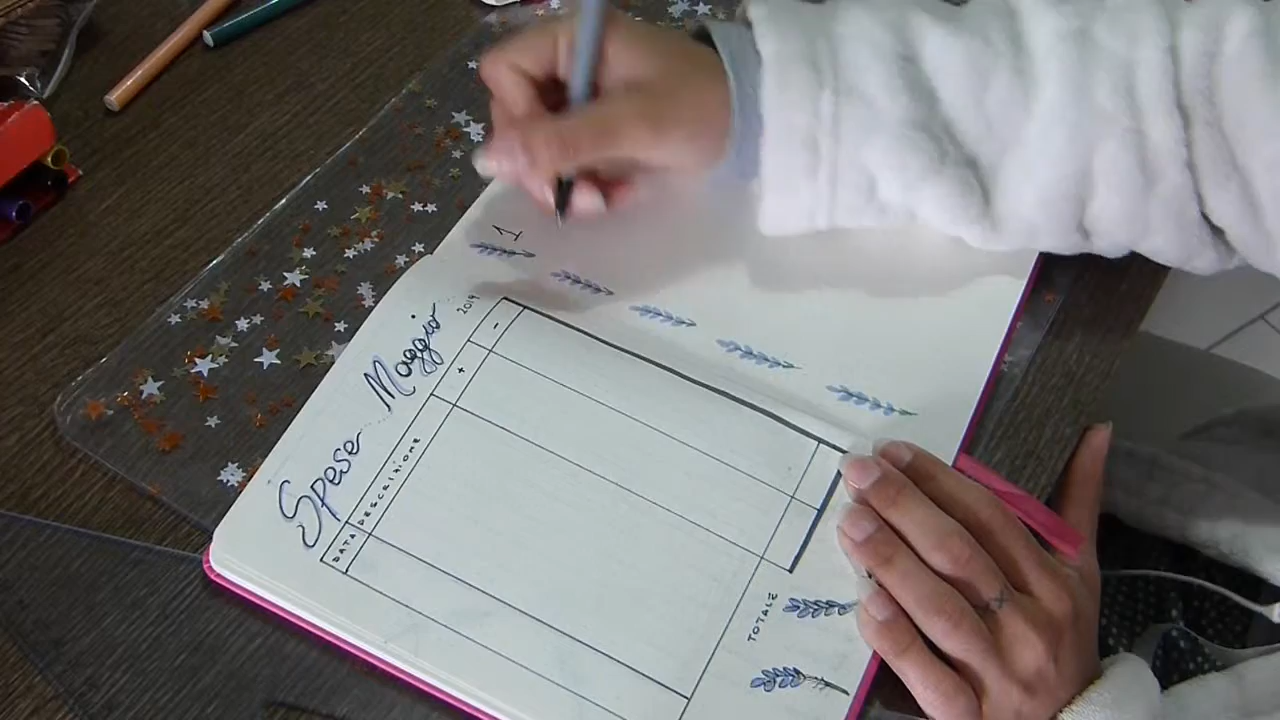 Spese Maggio 2019
DATA DESCRIZIONE + -
TOTALE
1